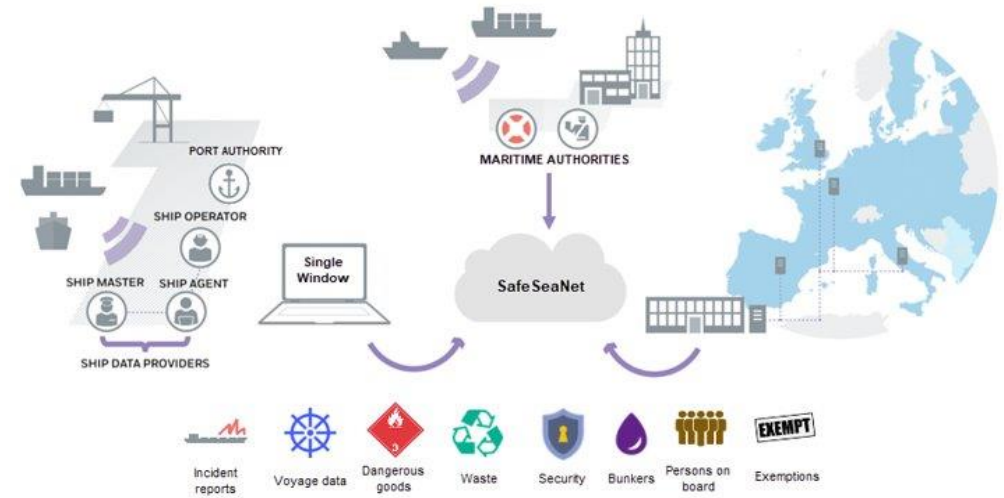 PORT AUTHORITY
SHIP OPERATOR
SHIP MASTER
SHIP AGENT
SHIP DATA PROVIDERS
Single
Window
MARITIME AUTHORITIES
SafeSeaNet
3
EXEMPT
Incident
reports
Voyage data
Dangerous
goods
Waste
Security
Bunkers
Persons on
board
Exemptions